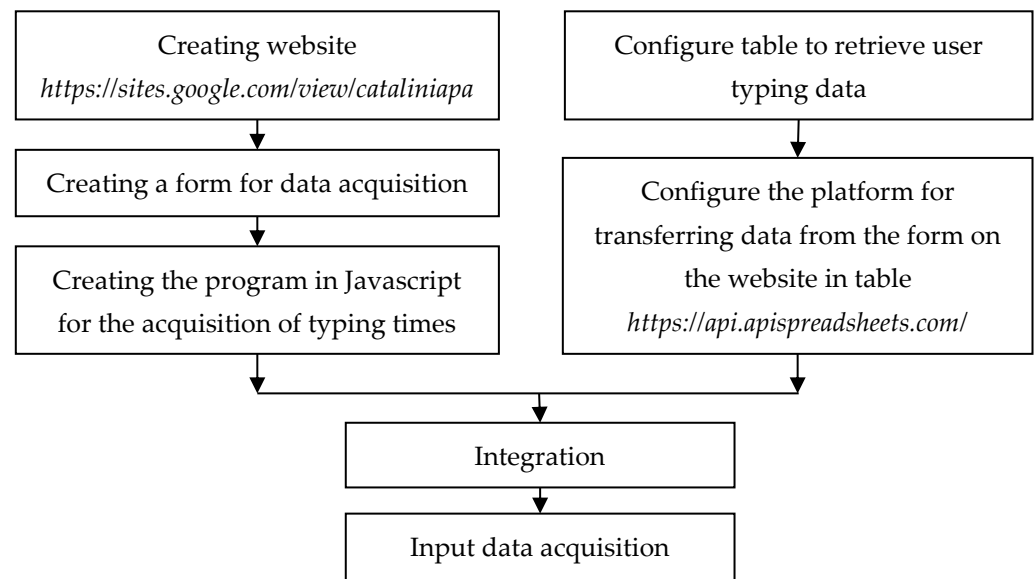 Creating website
https://sites.google.com/view/cataliniapa
Creating a form for data acquisition
Creating the program in Javascript
for the acquisition of typing times
Configure table to retrieve user
typing data
Configure the platform for
transferring data from the form on
the website in table
https://api.apispreadsheets.com/
Integration
Input data acquisition